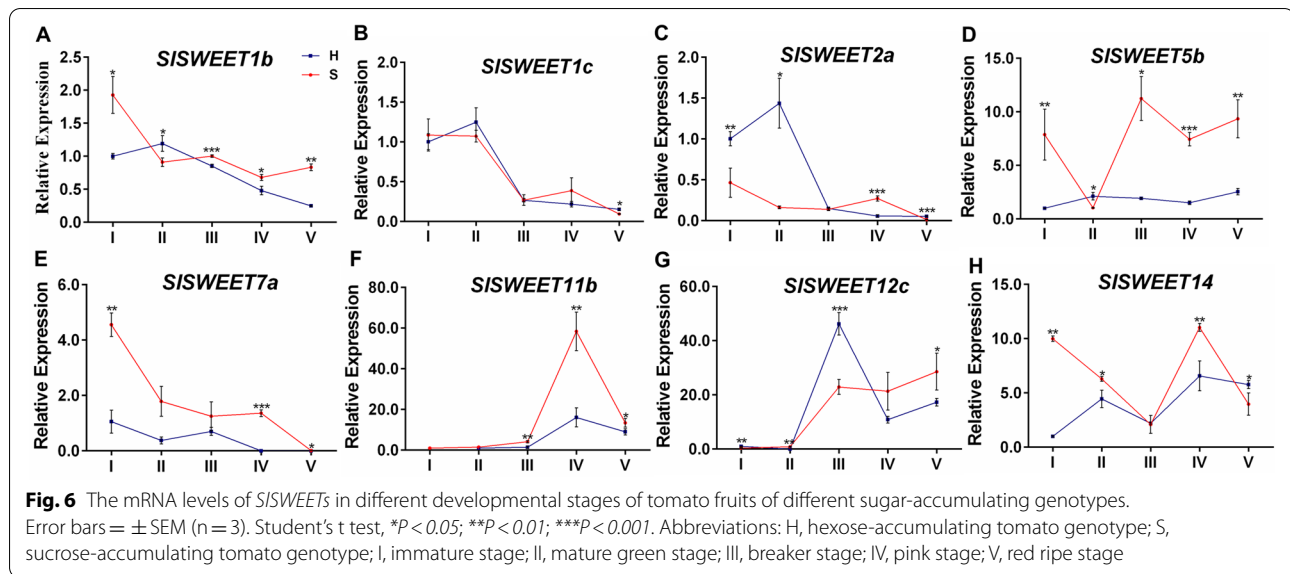 A
SlSWEET1b
H
S
Relative Expression
2.5
2.0
1.5
1.0
0.5
0.0
*
*
***
*
**
I II III IV V
B
SlSWEET1c
Relative Expression
2.0
1.5
1.0
0.5
0.0
*
I II III IV V
C
SlSWEET2a
Relative Expression
2.0
1.5
1.0
0.5
0.0
**
*
***
***
I II III IV V
D
SlSWEET5b
Relative Expression
15.0
10.0
5.0
0.0
**
*
*
***
**
I II III IV V
E
SlSWEET7a
Relative Expression
6.0
4.0
2.0
0.0
**
***
*
I II III IV V
F
SlSWEET11b
Relative Expression
80.0
60.0
40.0
20.0
0.0
**
**
*
I II III IV V
G
SlSWEET12c
Relative Expression
60.0
40.0
20.0
0.0
**
**
***
*
I II III IV V
H
SlSWEET14
Relative Expression
15.0
10.0
5.0
0.0
**
*
**
*
I II III IV V
Fig. 6 The mRNA levels of SlSWEETs in different developmental stages of tomato fruits of different sugar-accumulating genotypes.
Error bars = ± SEM (n = 3). Student's t test, *P < 0.05; **P < 0.01; ***P < 0.001. Abbreviations: H, hexose-accumulating tomato genotype; S,
sucrose-accumulating tomato genotype; I, immature stage; II, mature green stage; III, breaker stage; IV, pink stage; V, red ripe stage